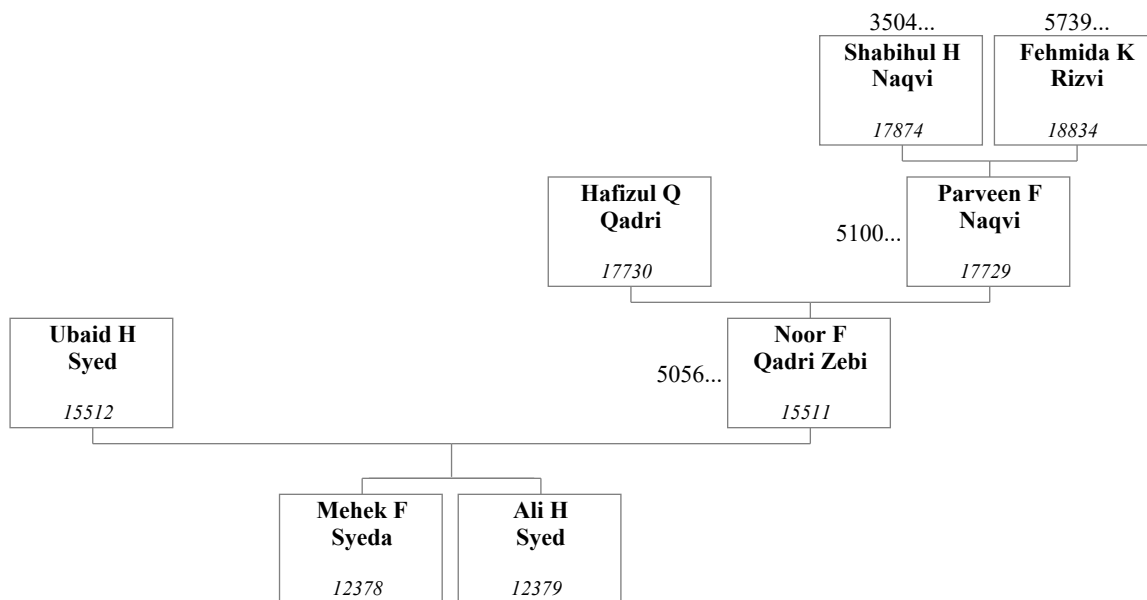 3504...
5739...
Shabihul H
Naqvi
17874
Fehmida K
Rizvi
18834
Hafizul Q
Qadri
17730
5100...
Parveen F
Naqvi
17729
Ubaid H
Syed
15512
5056...
Noor F
Qadri Zebi
15511
Mehek F
Syeda
12378
Ali H
Syed
12379